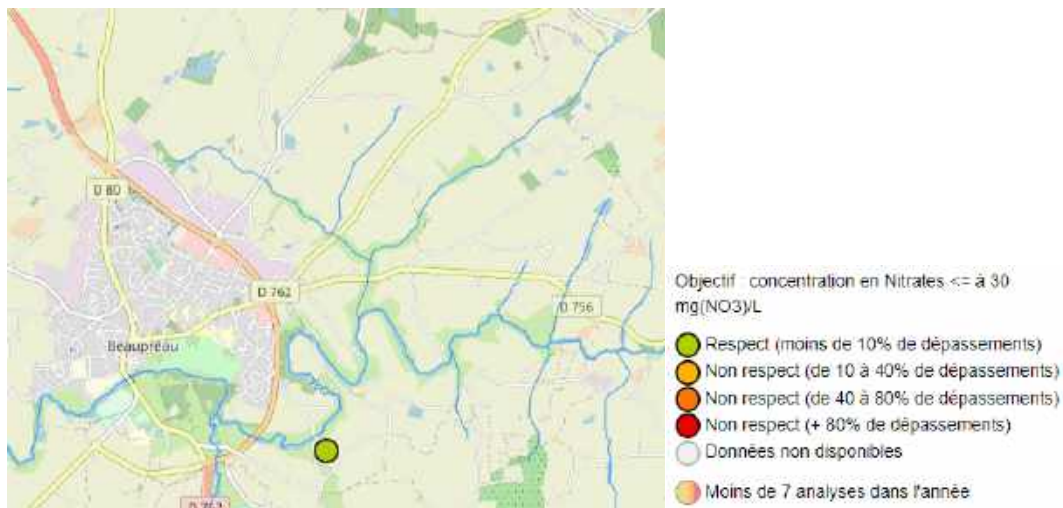 D 80
D 762
D 756
Beaupréau
D 762
Objectif : concentration en Nitrates <= à 30
mg(NO3)/L
Respect (moins de 10% de dépassements)
Non respect (de 10 à 40% de dépassements)
Non respect (de 40 à 80% de dépassements)
Non respect (+ 80% de dépassements)
Données non disponibles
Moins de 7 analyses dans l'année